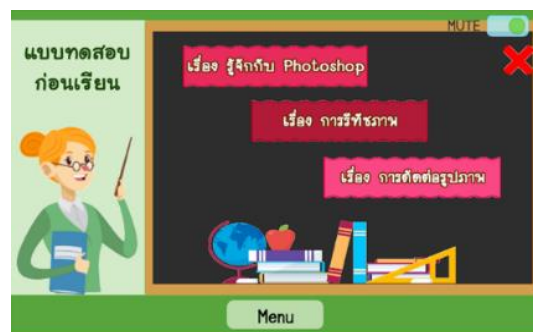 MUTE
แบบทดสอบ
ก่อนเรียน
เรื่อง รู้จักกับ Photoshop
เรื่อง การรีทัชภาพ
เรื่อง การตัดต่อรูปภาพ
Menu